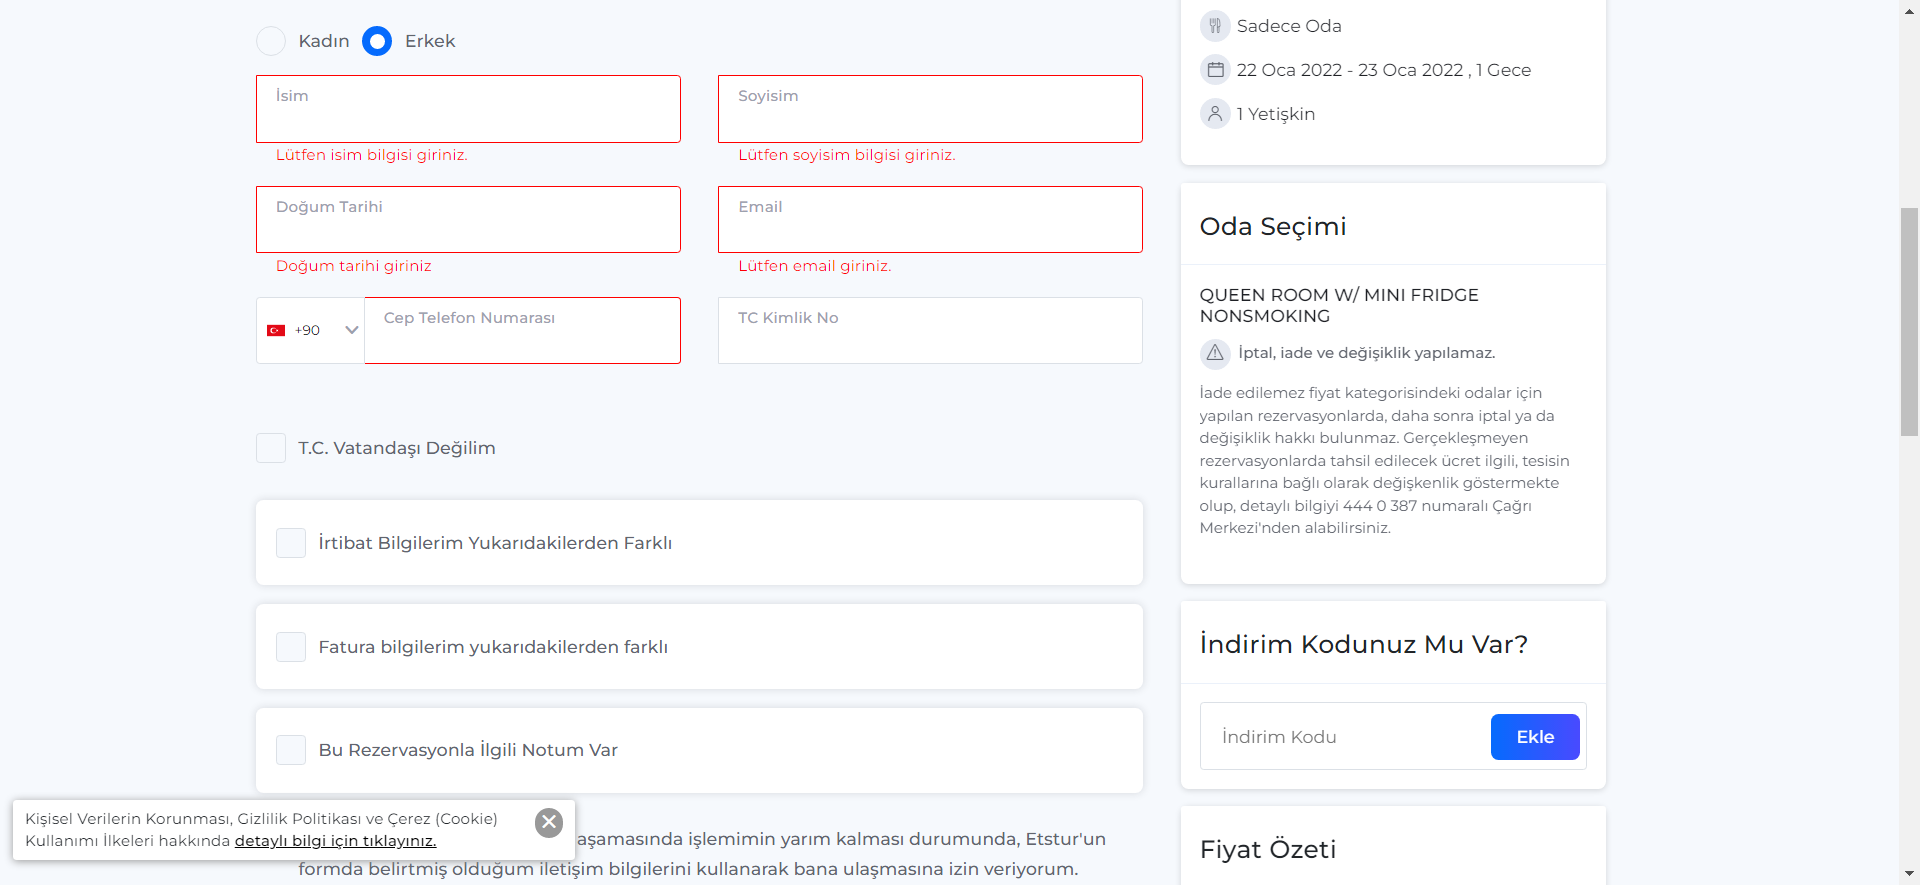 Kadın
Erkek
İsim
Soyisim
Lütfen isim bilgisi giriniz.
Lütfen soyisim bilgisi giriniz.
Doğum Tarihi
Email
Doğum tarihi giriniz
Lütfen email giriniz.
+90
Cep Telefon Numarası
TC Kimlik No
T.C. Vatandaşı Değilim
İrtibat Bilgilerim Yukarıdakilerden Farklı
Fatura bilgilerim yukarıdakilerden farklı
Bu Rezervasyonla İlgili Notum Var
aşamasında işlemimin yarım kalması durumunda, Etstur'un
formda belirtmiş olduğum iletişim bilgilerini kullanarak bana ulaşmasına izin veriyorum.
Kişisel Verilerin Korunması, Gizlilik Politikası ve Çerez (Cookie)
Kullanımı İlkeleri hakkında detaylı bilgi için tıklayınız.
Sadece Oda
22 Oca 2022 - 23 Oca 2022 , 1 Gece
1 Yetişkin
Oda Seçimi
QUEEN ROOM W/ MINI FRIDGE
NONSMOKING
İptal, iade ve değişiklik yapılamaz.
İade edilemez fiyat kategorisindeki odalar için
yapılan rezervasyonlarda, daha sonra iptal ya da
değişiklik hakkı bulunmaz. Gerçekleşmeyen
rezervasyonlarda tahsil edilecek ücret ilgili, tesisin
kurallarına bağlı olarak değişkenlik göstermekte
olup, detaylı bilgiyi 444 0 387 numaralı Çağrı
Merkezi'nden alabilirsiniz.
İndirim Kodunuz Mu Var?
İndirim Kodu
Ekle
Fiyat Özeti